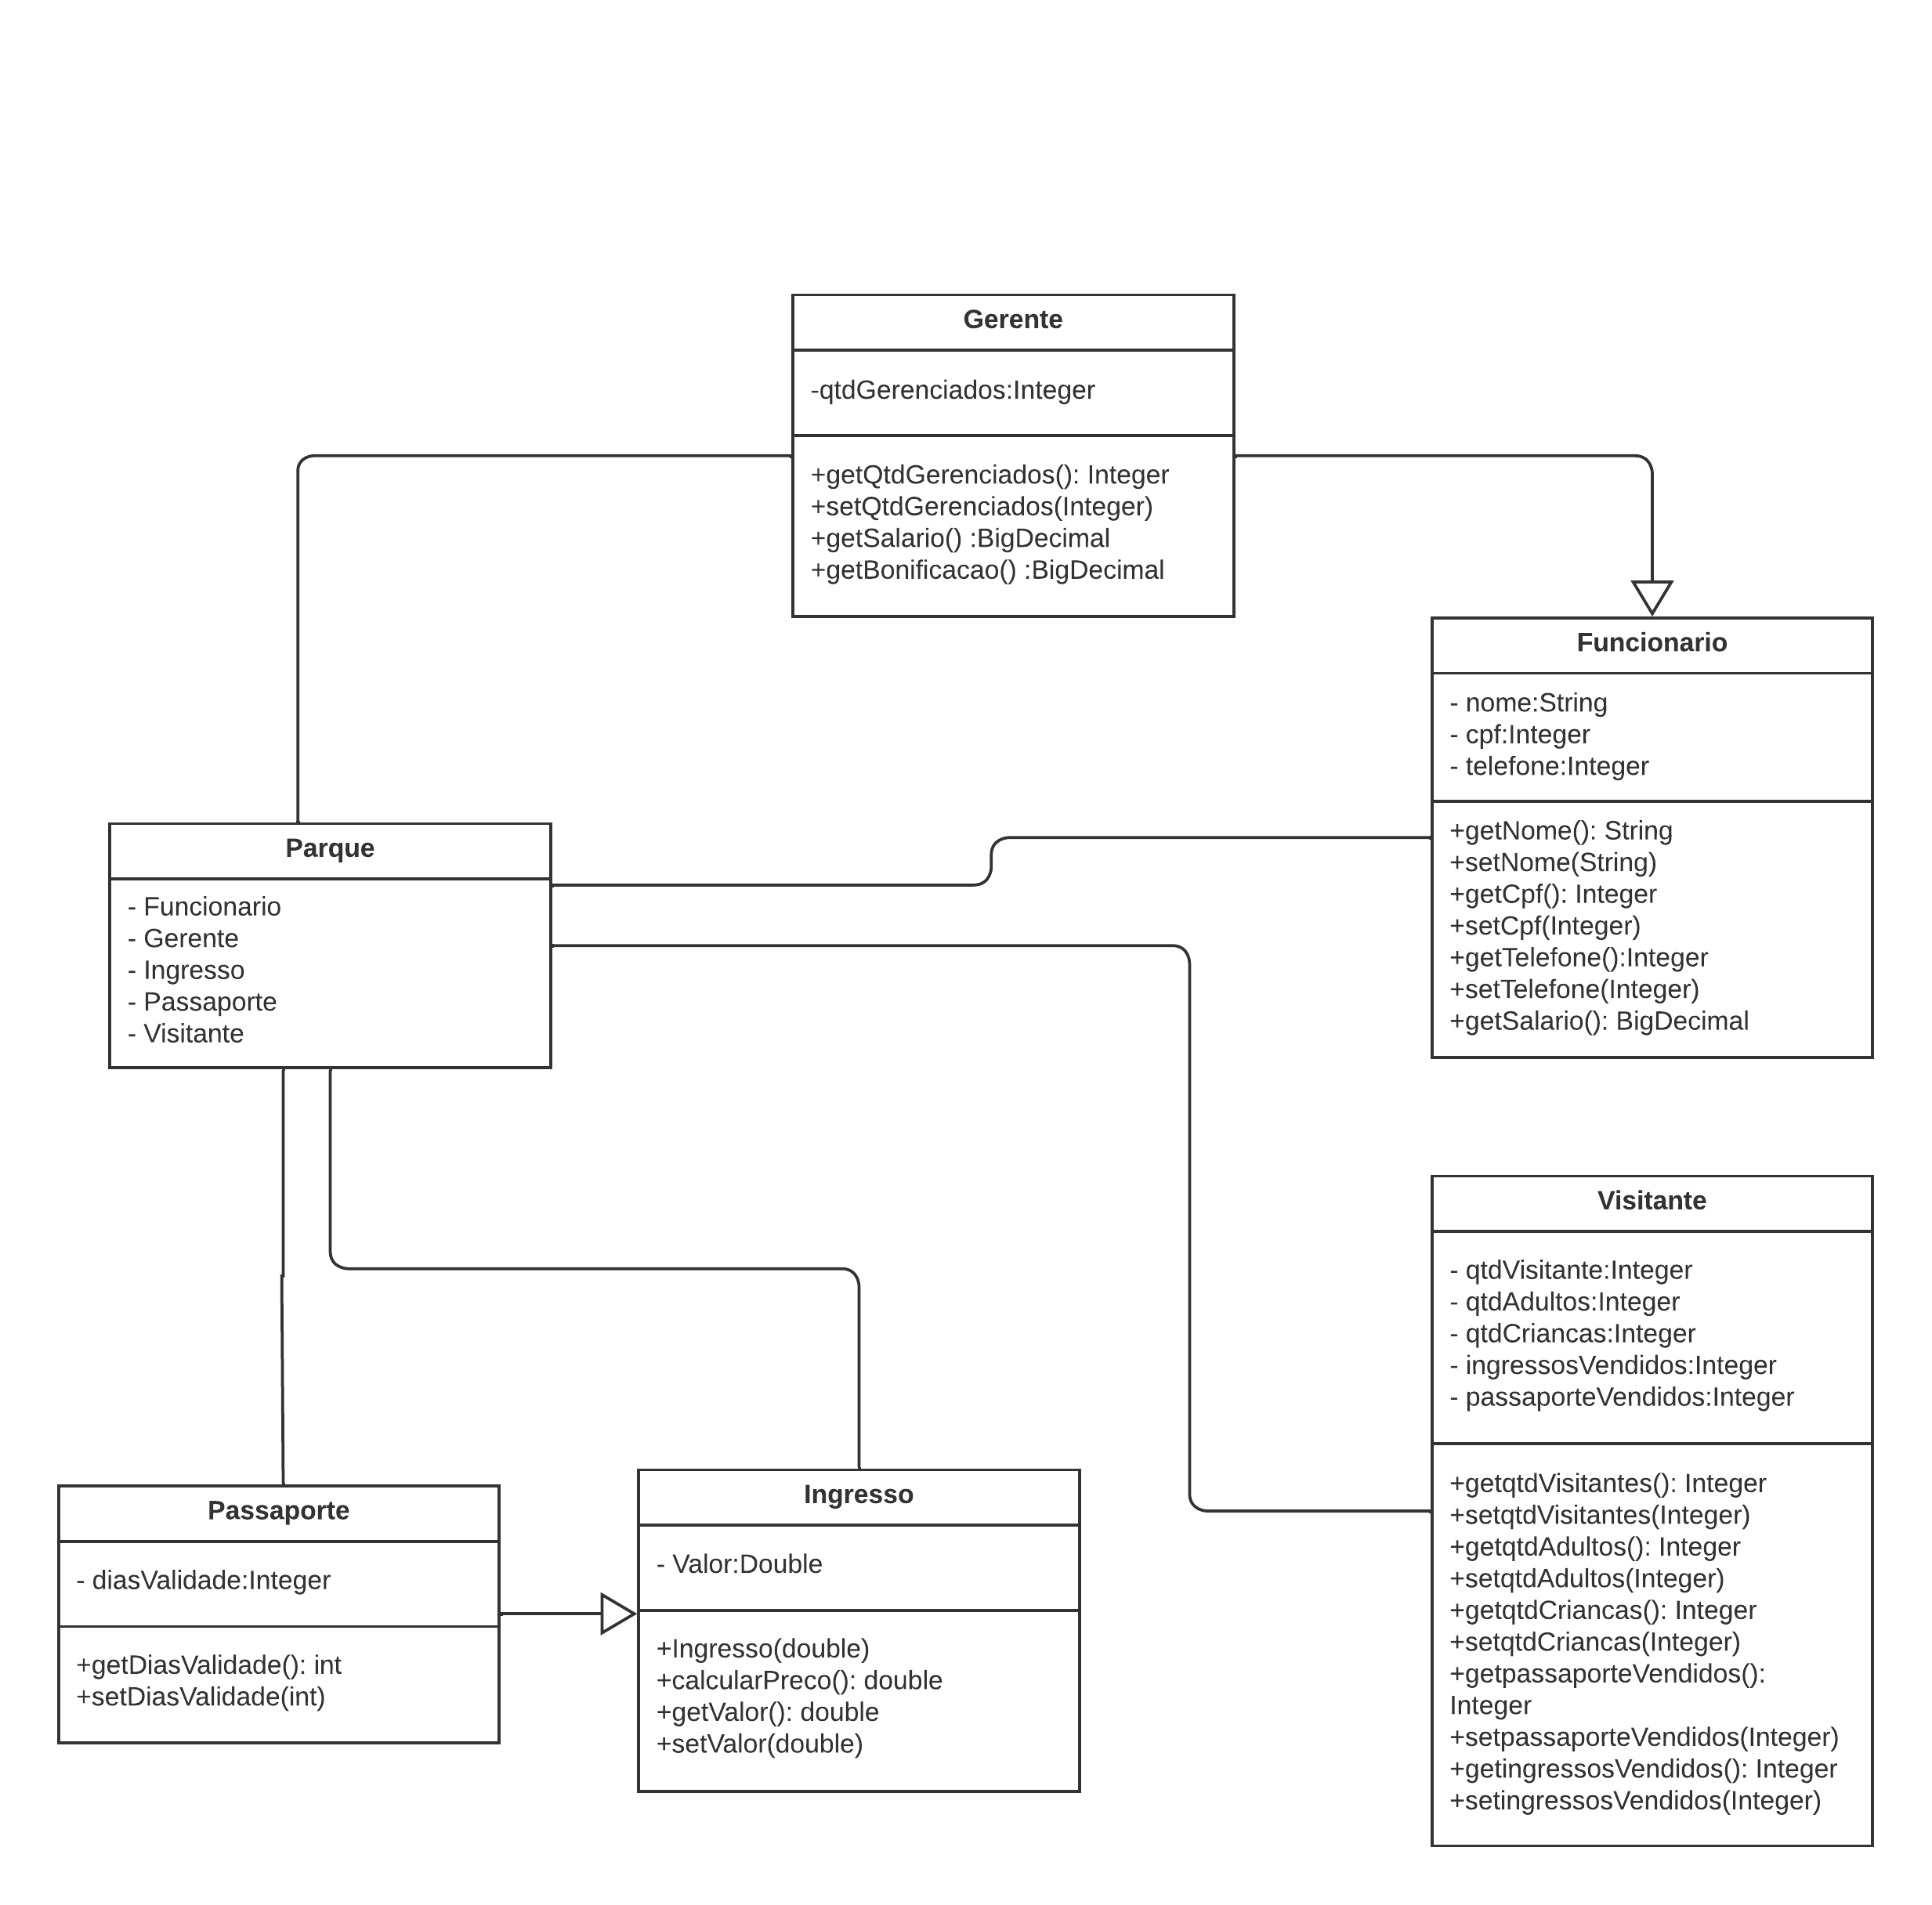 Gerente
-qtdGerenciados:Integer
+getQtdGerenciados(): Integer
+setQtdGerenciados(Integer)
+getSalario() :BigDecimal
+getBonificacao() :BigDecimal
Funcionario
- nome:String
- cpf:Integer
- telefone:Integer
+getNome(): String
+setNome(String)
+getCpf(): Integer
+setCpf(Integer)
+getTelefone():Integer
+setTelefone(Integer)
+getSalario(): BigDecimal
Parque
- Funcionario
- Gerente
- Ingresso
- Passaporte
- Visitante
Visitante
- qtdVisitante:Integer
- qtdAdultos:Integer
- qtdCriancas:Integer
- ingressosVendidos:Integer
- passaporteVendidos:Integer
+getqtdVisitantes(): Integer
+setqtdVisitantes(Integer)
+getqtdAdultos(): Integer
+setqtdAdultos(Integer)
+getqtdCriancas(): Integer
+setqtdCriancas(Integer)
+getpassaporteVendidos():
Integer
+setpassaporteVendidos(Integer)
+getingressosVendidos(): Integer
+setingressosVendidos(Integer)
Passaporte
- diasValidade:Integer
+getDiasValidade(): int
+setDiasValidade(int)
Ingresso
- Valor:Double
+Ingresso(double)
+calcularPreco(): double
+getValor(): double
+setValor(double)